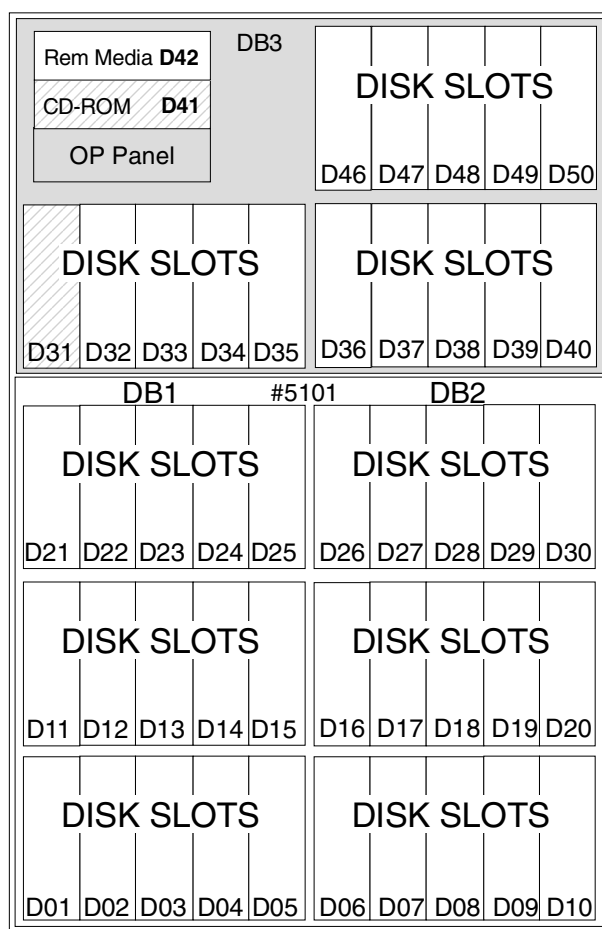 Rem Media D42
CD-ROM D41
OP Panel
DB3
DISK SLOTS
D46 D47 D48 D49 D50
DISK SLOTS
D31 D32 D33 D34 D35
DISK SLOTS
D36 D37 D38 D39 D40
DB1 #5101 DB2
DISK SLOTS
D21 D22 D23 D24 D25
DISK SLOTS
D26 D27 D28 D29 D30
DISK SLOTS
D11 D12 D13 D14 D15
DISK SLOTS
D16 D17 D18 D19 D20
DISK SLOTS
D01 D02 D03 D04 D05
DISK SLOTS
D06 D07 D08 D09 D10